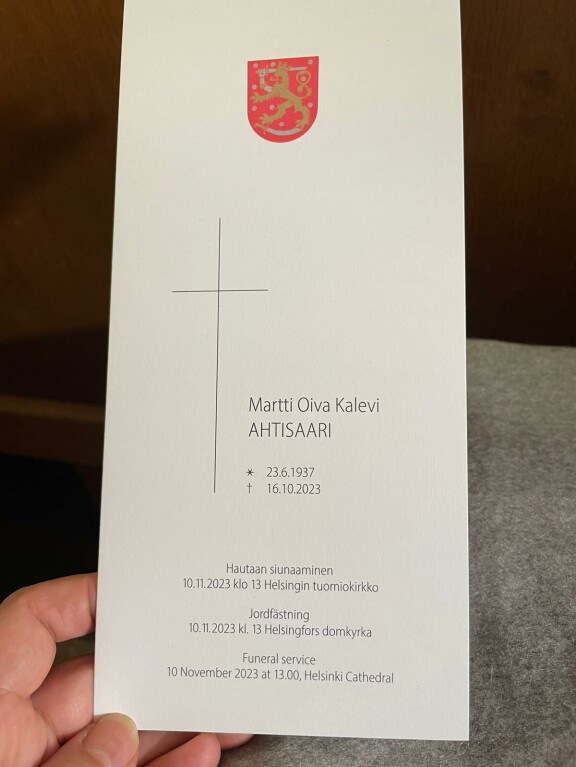 Martti Oiva Kalevi
AHTISAARI
* 23.6.1937
† 16.10.2023
Hautaan siunaaminen
10.11.2023 klo 13 Helsingin tuomiokirkko
Jordfästning
10.11.2023 kl. 13 Helsingfors domkyrka
Funeral service
10 November 2023 at 13.00, Helsinki Cathedral